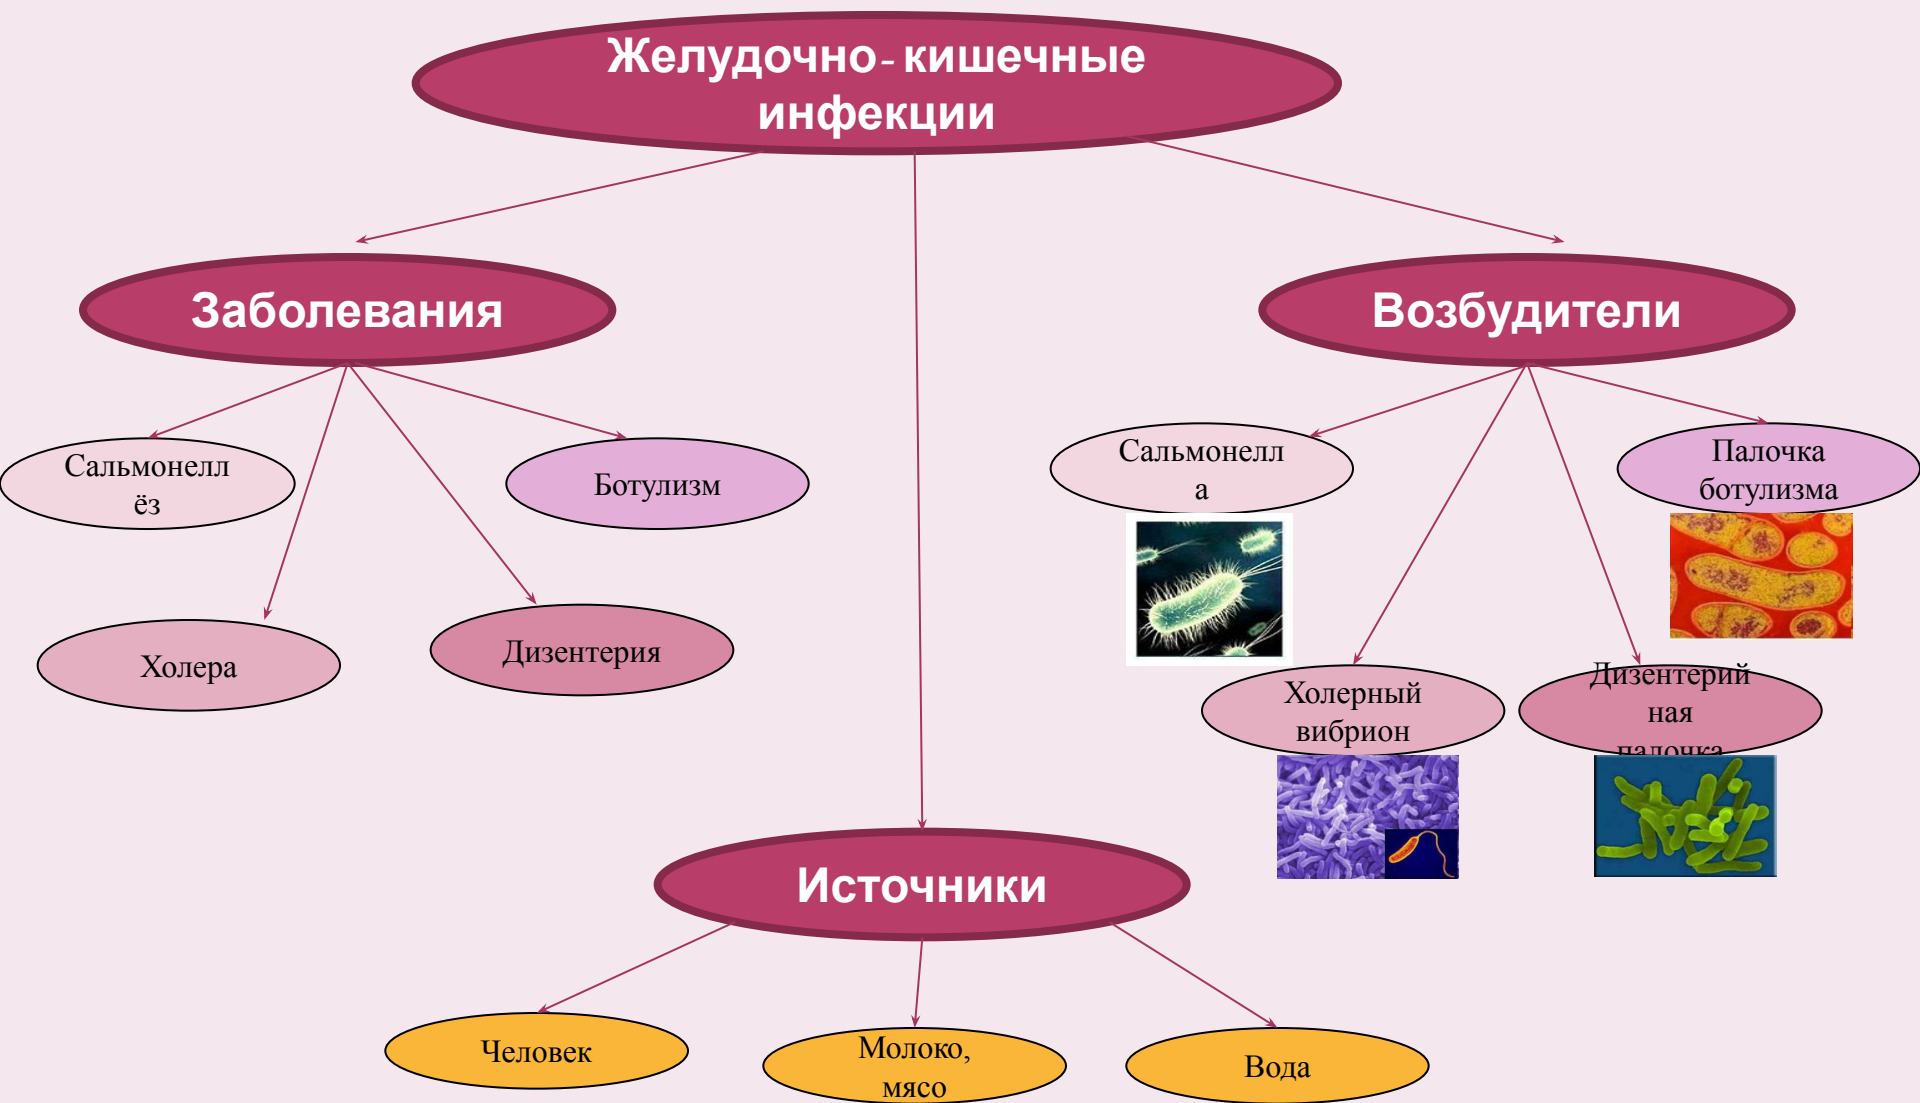 Желудочно- кишечные
инфекции
Заболевания
Возбудители
Сальмонелл
ёз
Ботулизм
Холера
Дизентерия
Сальмонелл
а
Палочка
ботулизма
Холерный
вибрион
Дизентерий
ная
палочка
Источники
Человек
Молоко,
мясо
Вода